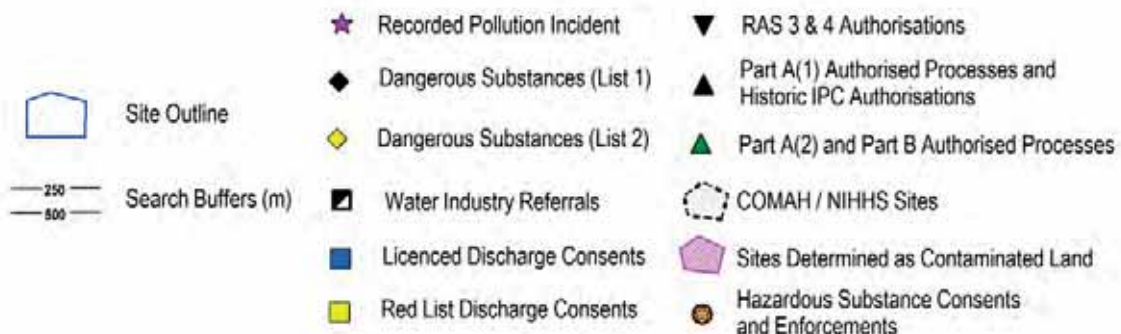 Site Outline
250
500
Search Buffers (m)
Recorded Pollution Incident
Dangerous Substances (List 1)
Dangerous Substances (List 2)
Water Industry Referrals
Licenced Discharge Consents
Red List Discharge Consents
RAS 3 & 4 Authorisations
Part A(1) Authorised Processes and
Historic IPC Authorisations
Part A(2) and Part B Authorised Processes
COMAH / NIHHS Sites
Sites Determined as Contaminated Land
Hazardous Substance Consents
and Enforcements